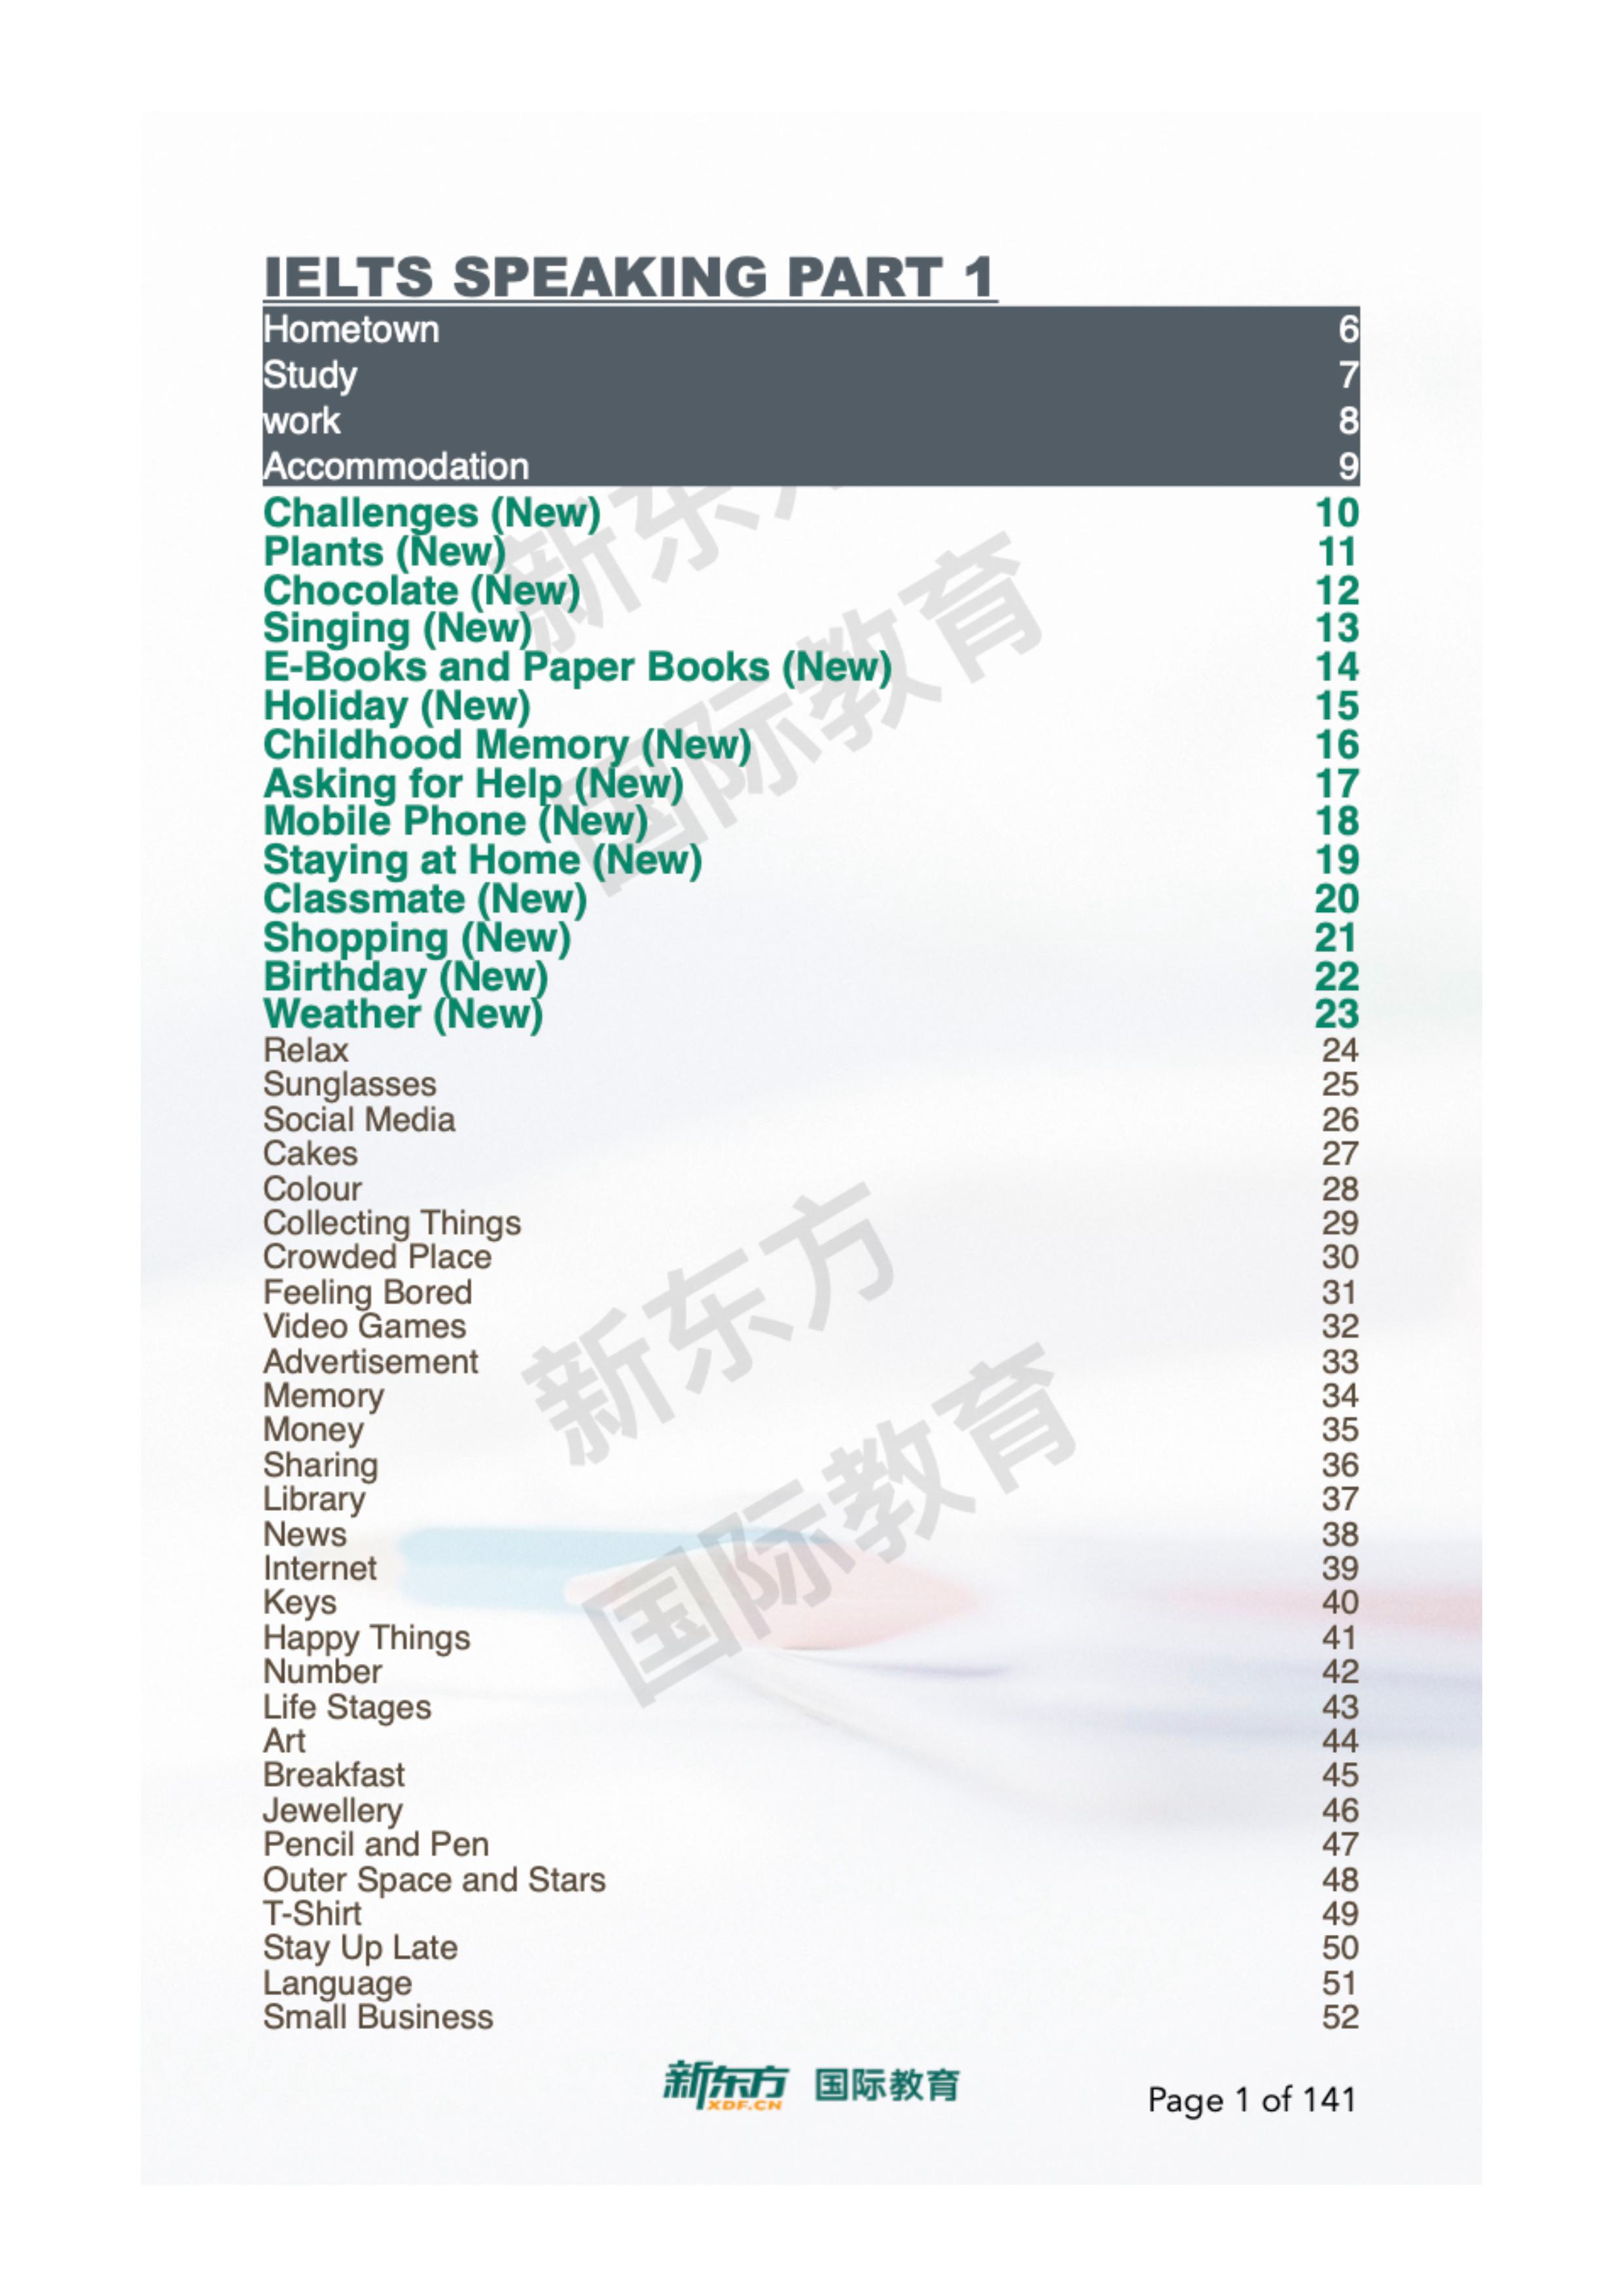 IELTS SPEAKING PART 1
Hometown 6
Study 7
work 8
Accommodation 9
Challenges (New) 10
Plants (New) 11
Chocolate (New) 12
Singing (New) 13
E-Books and Paper Books (New) 14
Holiday (New) 15
Childhood Memory (New) 16
Asking for Help (New) 17
Mobile Phone (New) 18
Staying at Home (New) 19
Classmate (New) 20
Shopping (New) 21
Birthday (New) 22
Weather (New) 23
Relax 24
Sunglasses 25
Social Media 26
Cakes 27
Colour 28
Collecting Things 29
Crowded Place 30
Feeling Bored 31
Video Games 32
Advertisement 33
Memory 34
Money 35
Sharing 36
Library 37
News 38
Internet 39
Keys 40
Happy Things 41
Number 42
Life Stages 43
Art 44
Breakfast 45
Jewellery 46
Pencil and Pen 47
Outer Space and Stars 48
T-Shirt 49
Stay Up Late 50
Language 51
Small Business 52
新东方
国际教育
新东方
国际教育
新东方 XDF.CN 国际教育
Page 1 of 141